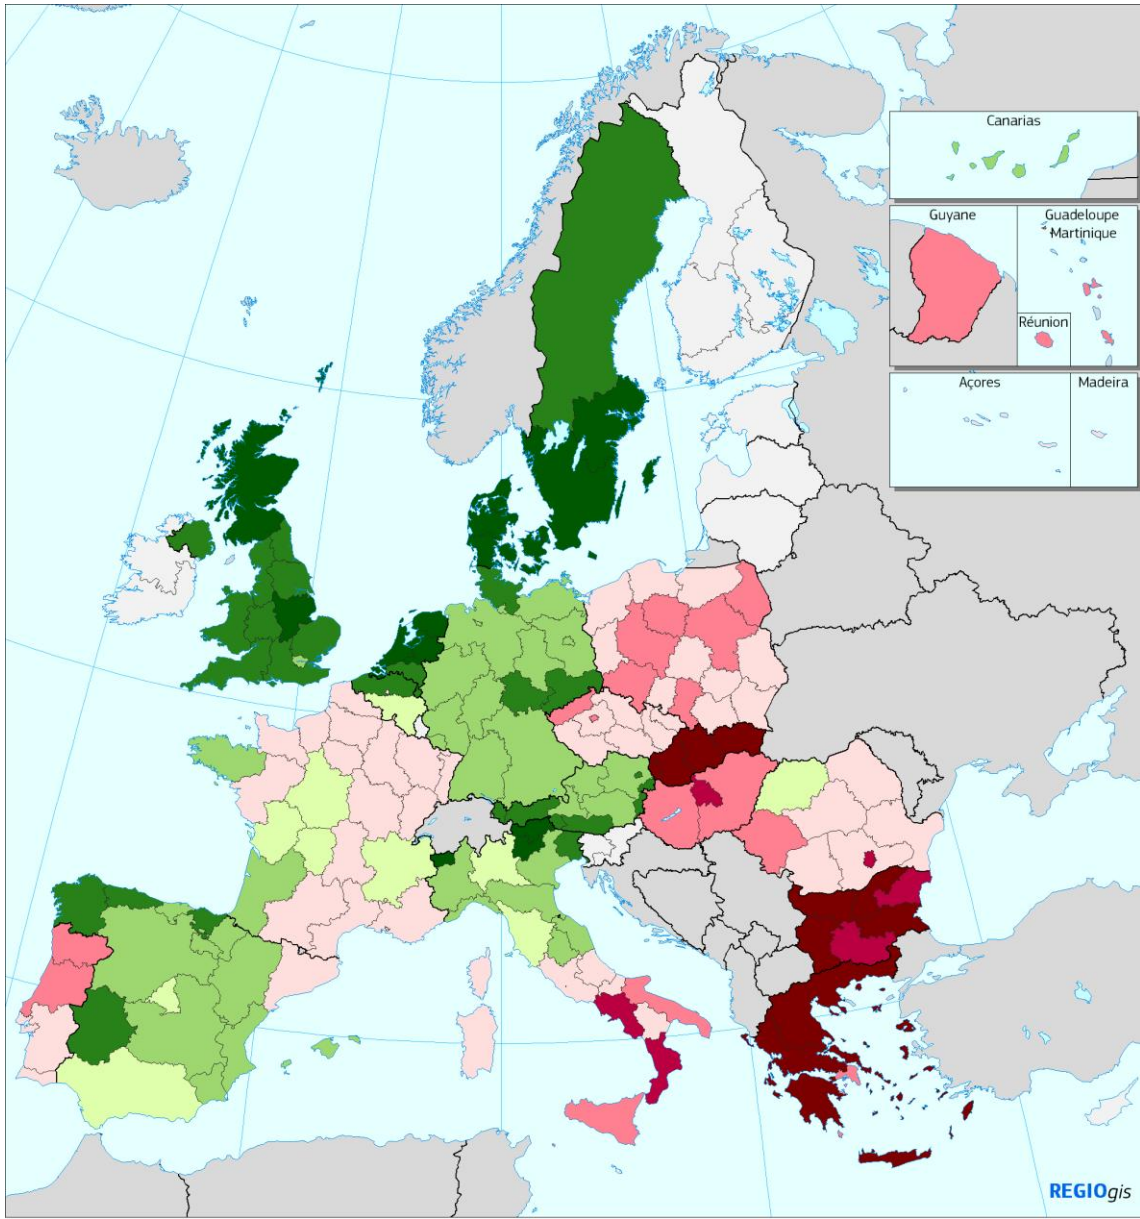 Canarias
Guyane
Guadeloupe
Martinique
Réunion
Açores
Madeira
REGIOgis